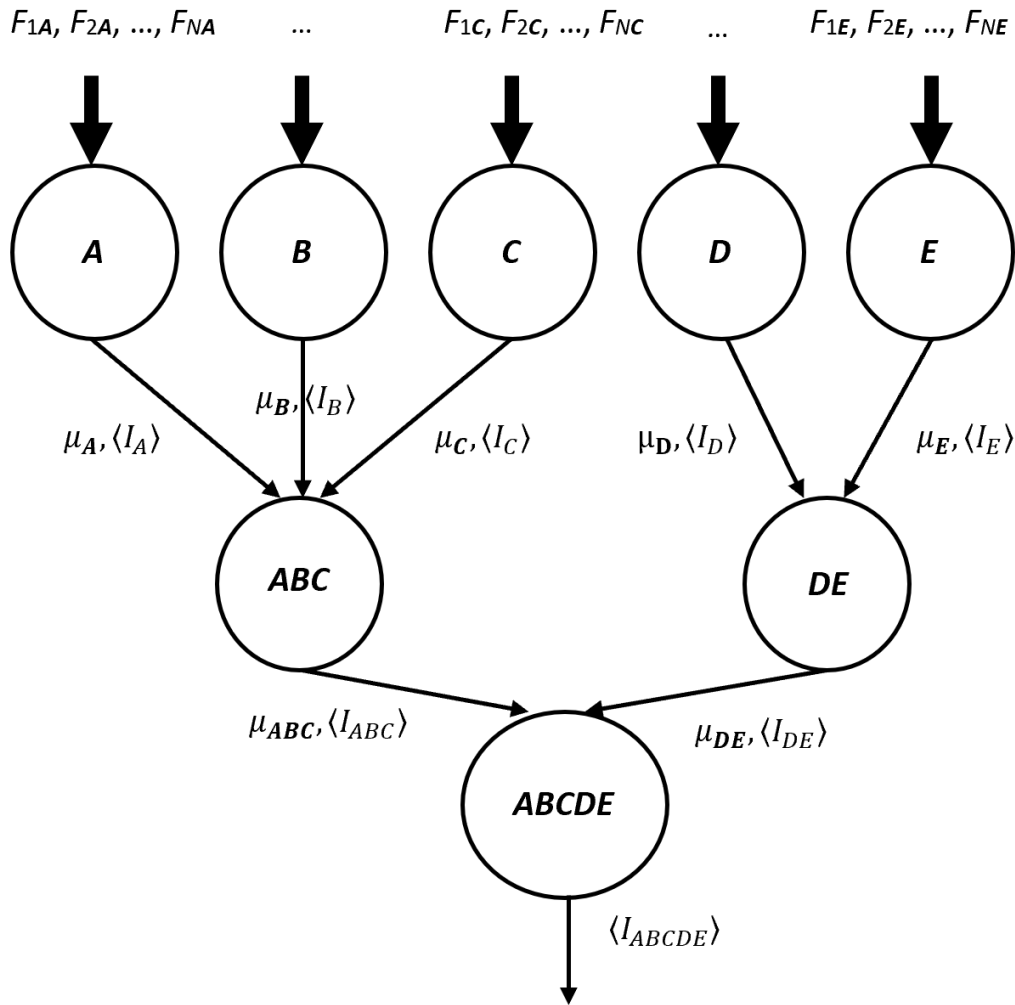 F1A, F2A, ..., FNA ... F1C, F2C, ..., FNC ... F1E, F2E, ..., FNE
A B C D E
μB, ⟨IB⟩
μA, ⟨IA⟩ μC, ⟨IC⟩ μD, ⟨ID⟩ μE, ⟨IE⟩
ABC DE
μABC, ⟨IABC⟩ μDE, ⟨IDE⟩
ABCDE
⟨IABCDE⟩